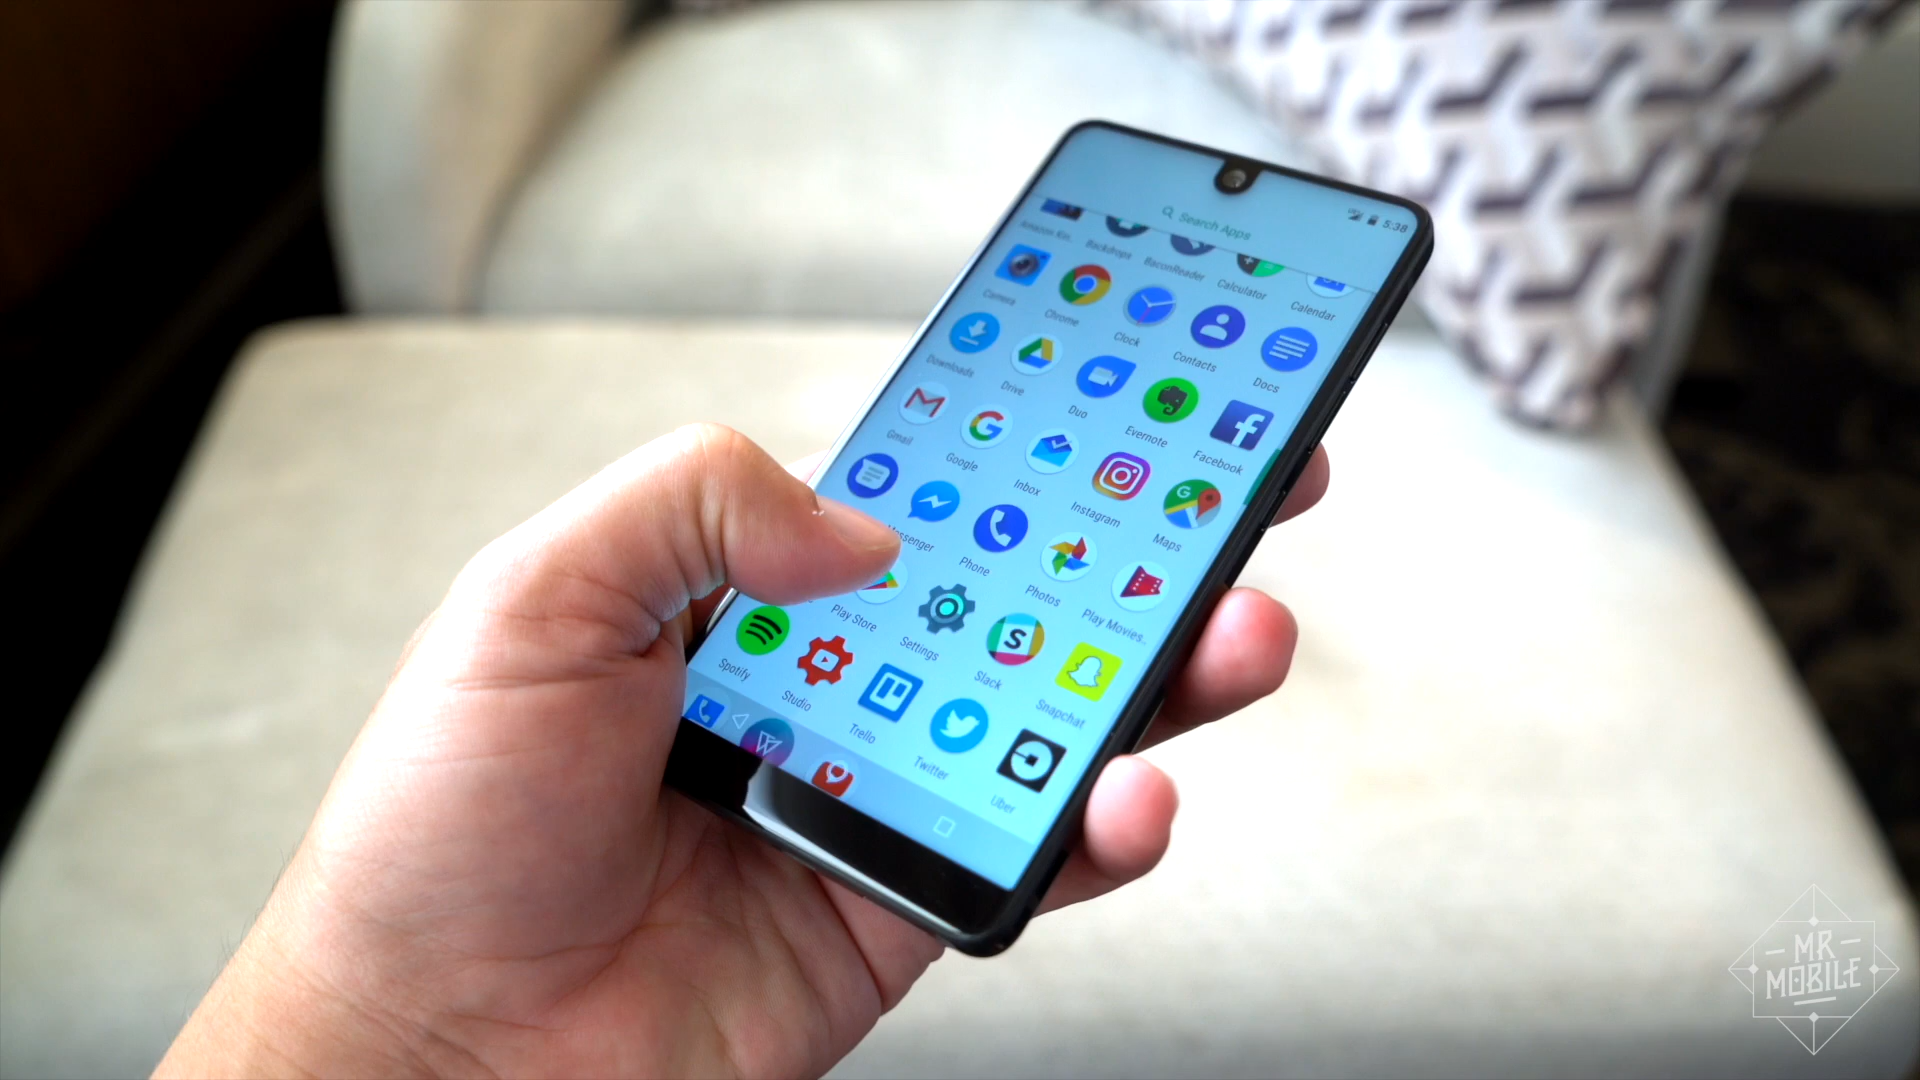 5:38
Search Apps
Amazon Kin..
Backdrops
BaconReader
Calculator
Calendar
Camera
Chrome
Clock
Contacts
Docs
Downloads
Drive
Duo
Evernote
Facebook
Gmail
Google
Inbox
Instagram
Maps
ssenger
Phone
Photos
Play Movies..
Play Store
Settings
Slack
Snapchat
Spotify
Studio
Trello
Twitter
Uber
MR
MOBILE